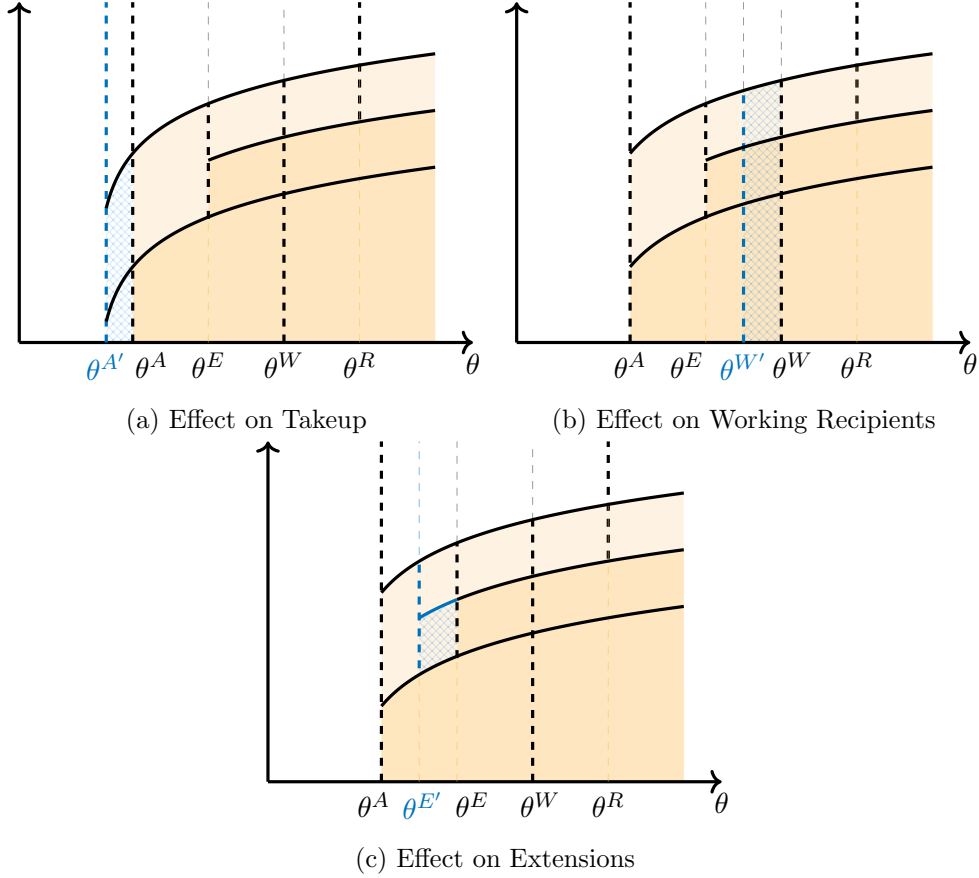 θ^{A'} θ^A θ^E θ^W θ^R θ
(a) Effect on Takeup
θ^A θ^E θ^{W'} θ^W θ^R θ
(b) Effect on Working Recipients
θ^A θ^{E'} θ^E θ^W θ^R θ
(c) Effect on Extensions